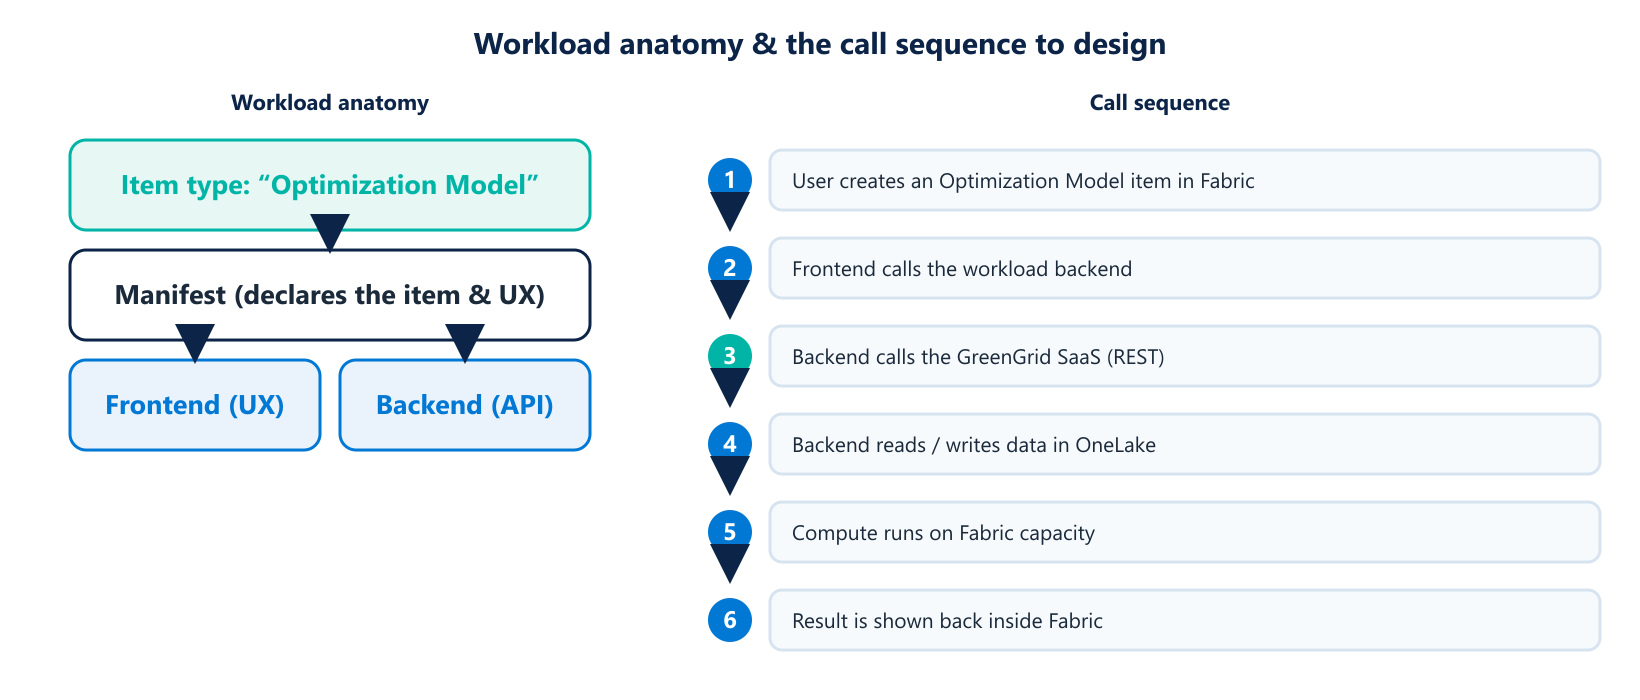 Workload anatomy & the call sequence to design
Workload anatomy
Item type: “Optimization Model”
Manifest (declares the item & UX)
Frontend (UX)
Backend (API)
Call sequence
1 User creates an Optimization Model item in Fabric
2 Frontend calls the workload backend
3 Backend calls the GreenGrid SaaS (REST)
4 Backend reads / writes data in OneLake
5 Compute runs on Fabric capacity
6 Result is shown back inside Fabric